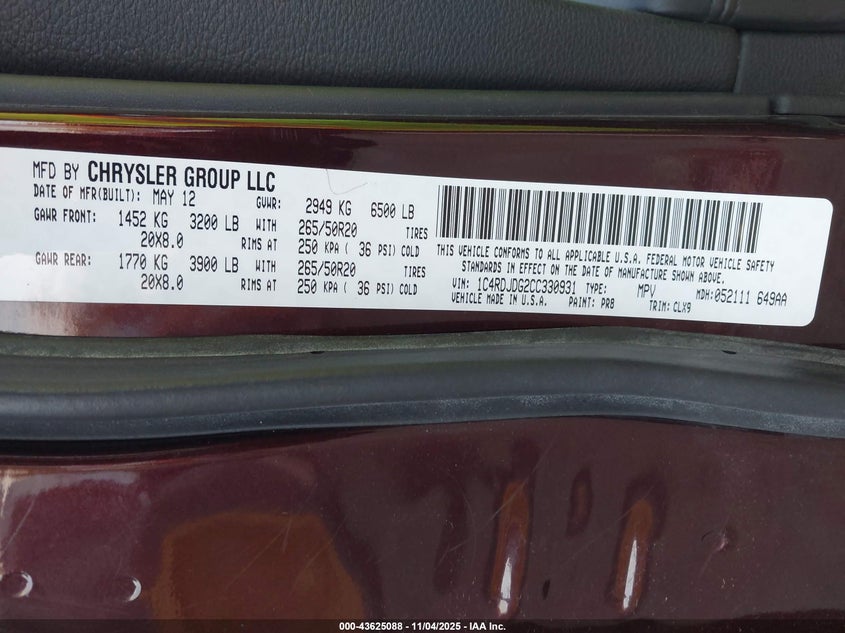 MFD BY CHRYSLER GROUP LLC
DATE OF MFR(BUILT): MAY 12 GVWR: 2949 KG 6500 LB
GAWR FRONT: 1452 KG 3200 LB WITH 265/50R20 TIRES
20X8.0 RIMS AT 250 KPA ( 36 PSI) COLD
GAWR REAR: 1770 KG 3900 LB WITH 265/50R20 TIRES
20X8.0 RIMS AT 250 KPA ( 36 PSI) COLD
THIS VEHICLE CONFORMS TO ALL APPLICABLE U.S.A. FEDERAL MOTOR VEHICLE SAFETY
STANDARDS IN EFFECT ON THE DATE OF MANUFACTURE SHOWN ABOVE.
VIN: 1C4RDJDG2CC330931 TYPE: MPV MDH: 052111 649AA
VEHICLE MADE IN U.S.A. PAINT: PR8 TRIM: CLX9
000-43625088 - 11/04/2025 - IAA Inc.